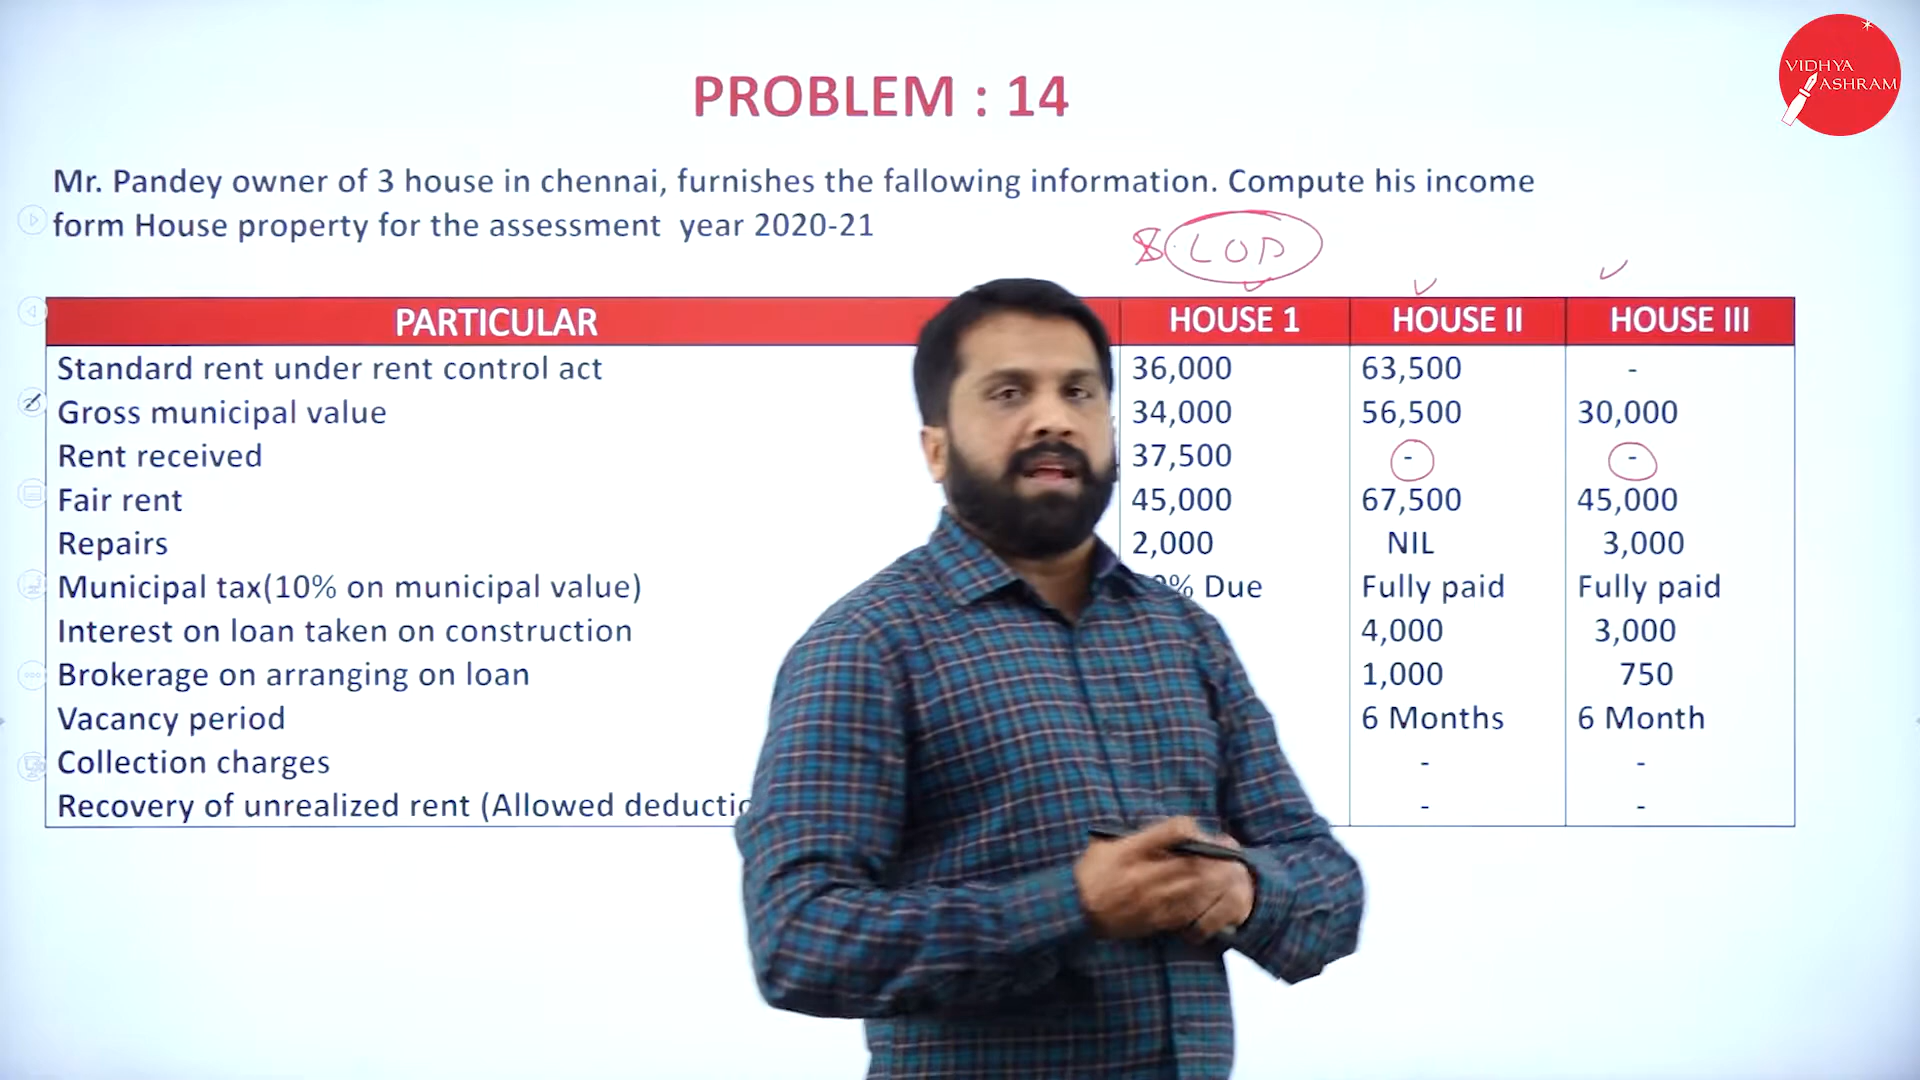 VIDHYA
ASHRAM
PROBLEM : 14
Mr. Pandey owner of 3 house in chennai, furnishes the fallowing information. Compute his income
form House property for the assessment year 2020-21
LOP
PARTICULAR HOUSE 1 HOUSE II HOUSE III
Standard rent under rent control act 36,000 63,500 -
Gross municipal value 34,000 56,500 30,000
Rent received 37,500 - -
Fair rent 45,000 67,500 45,000
Repairs 2,000 NIL 3,000
Municipal tax(10% on municipal value) % Due Fully paid Fully paid
Interest on loan taken on construction 4,000 3,000
Brokerage on arranging on loan 1,000 750
Vacancy period 6 Months 6 Month
Collection charges - -
Recovery of unrealized rent (Allowed - -